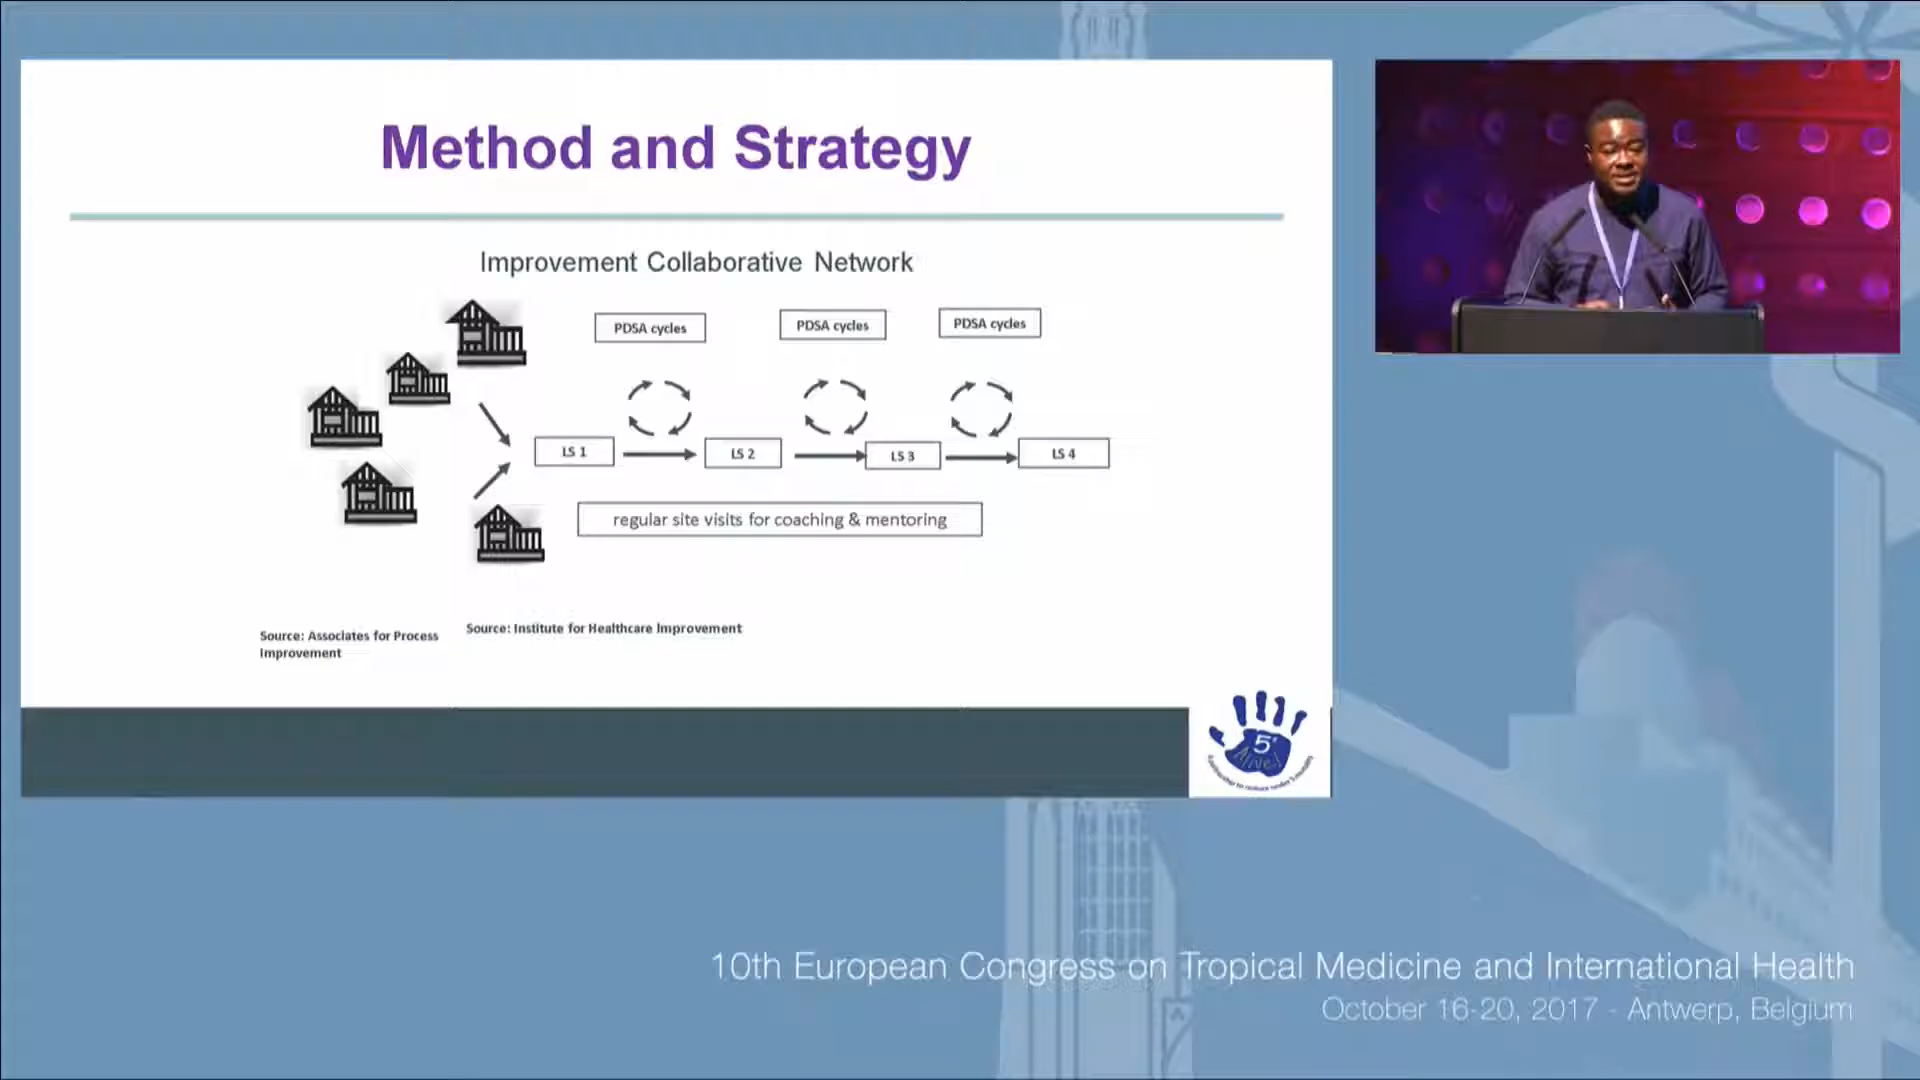 Method and Strategy
Improvement Collaborative Network
PDSA cycles
PDSA cycles
PDSA cycles
LS 1
LS 2
LS 3
LS 4
regular site visits for coaching & mentoring
Source: Associates for Process
Improvement
Source: Institute for Healthcare Improvement
5
Alive!
10th European Congress on Tropical Medicine and International Health
October 16-20, 2017 - Antwerp, Belgium